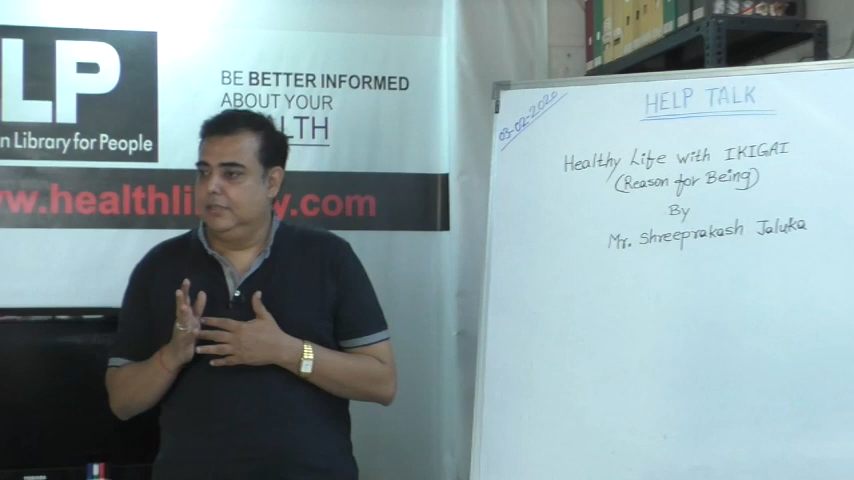 LP
n Library for People
BE BETTER INFORMED
ABOUT YOUR
LTH
w.healthli y.com
03-02-2020
HELP TALK
Healthy Life with IKIGAI
(Reason for Being)
By
Mr. Shreeprakash Jaluka